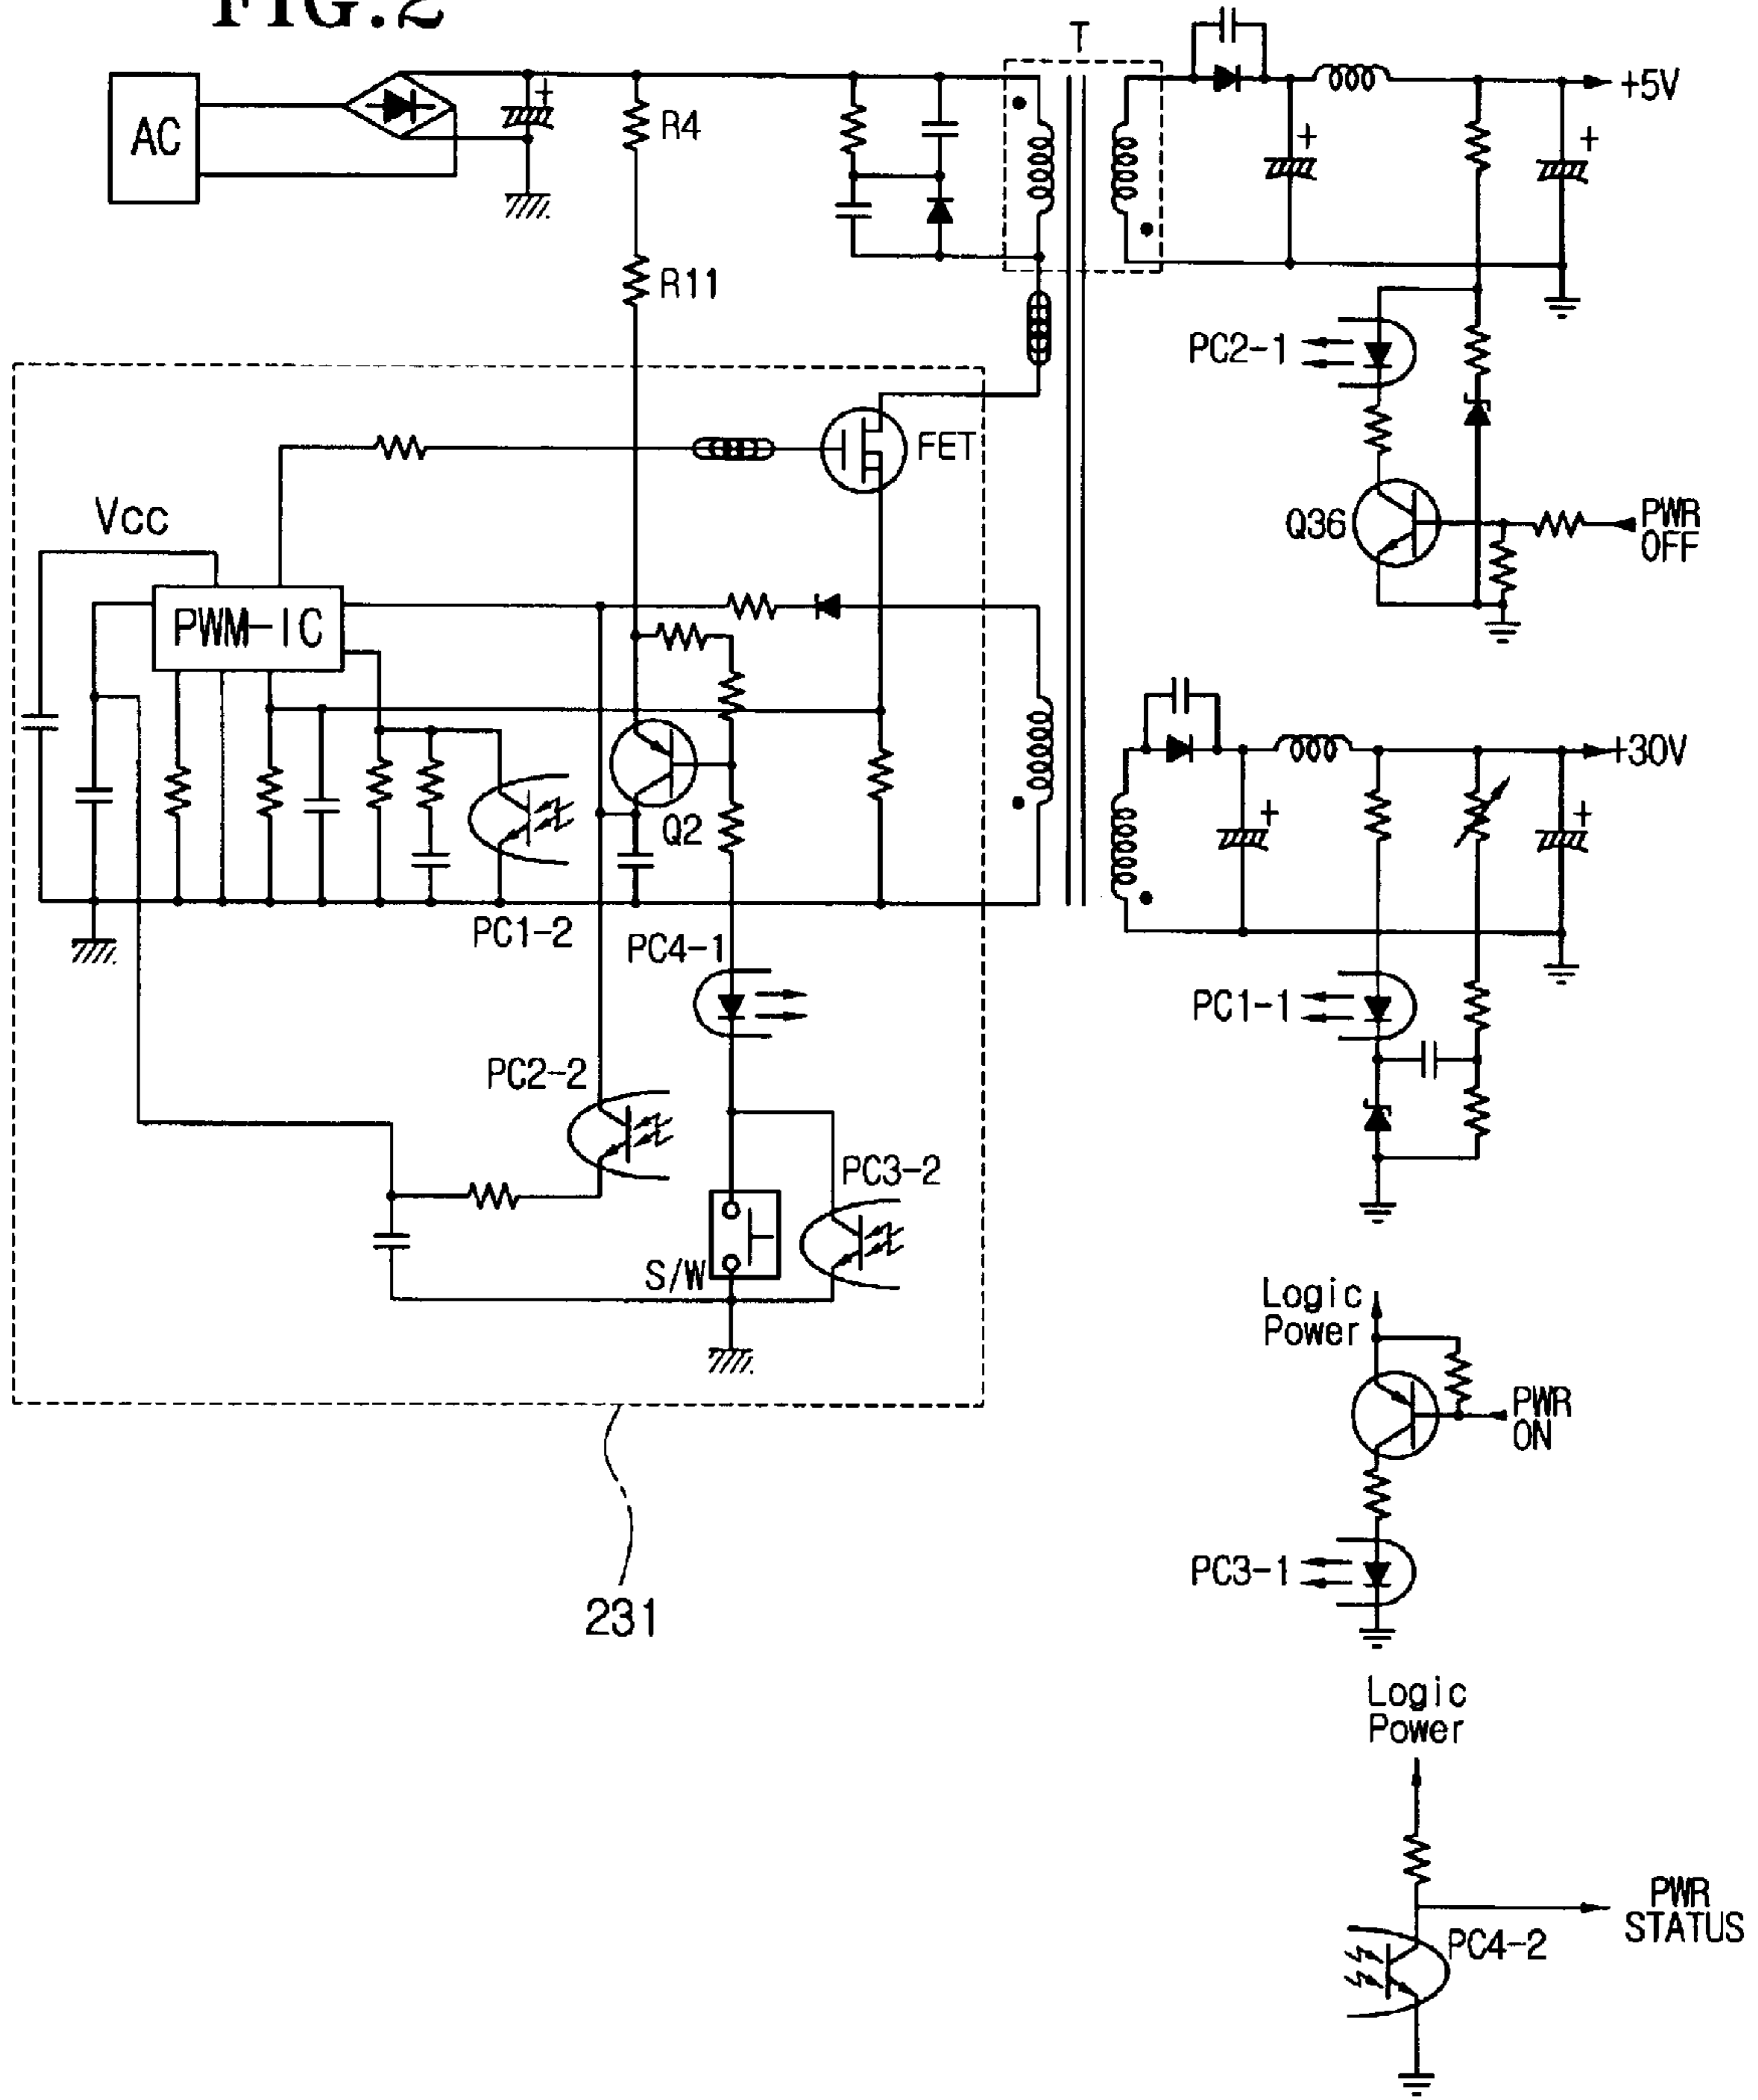 FIG.2
T
AC
+
R4
+
+
+5V
R11
PC2-1
FET
Vcc
Q36
PWR
OFF
PWM-IC
+30V
+
+
Q2
PC1-2
PC4-1
PC1-1
PC2-2
PC3-2
S/W
Logic
Power
PWR
ON
PC3-1
231
Logic
Power
PWR
STATUS
PC4-2